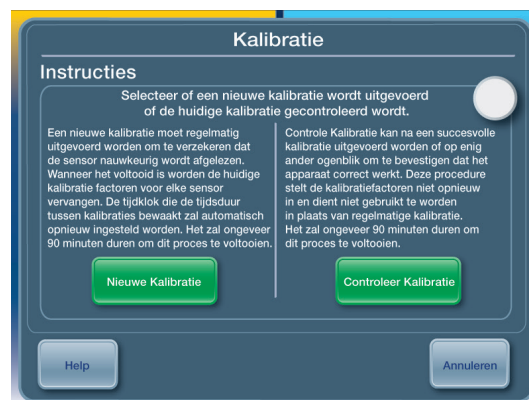 Kalibratie
Instructies
Selecteer of een nieuwe kalibratie wordt uitgevoerd
of de huidige kalibratie gecontroleerd wordt.
Een nieuwe kalibratie moet regelmatig
uitgevoerd worden om te verzekeren dat
de sensor nauwkeurig wordt afgelezen.
Wanneer het voltooid is worden de huidige
kalibratie factoren voor elke sensor
vervangen. De tijdklok die de tijdsduur
tussen kalibraties bewaakt zal automatisch
opnieuw ingesteld worden. Het zal ongeveer
90 minuten duren om dit proces te voltooien.
Nieuwe Kalibratie
Controle Kalibratie kan na een succesvolle
kalibratie uitgevoerd worden of op enig
ander ogenblik om te bevestigen dat het
apparaat correct werkt. Deze procedure
stelt de kalibratiefactoren niet opnieuw
in en dient niet gebruikt te worden
in plaats van regelmatige kalibratie.
Het zal ongeveer 90 minuten duren om
dit proces te voltooien.
Controleer Kalibratie
Help
Annuleren